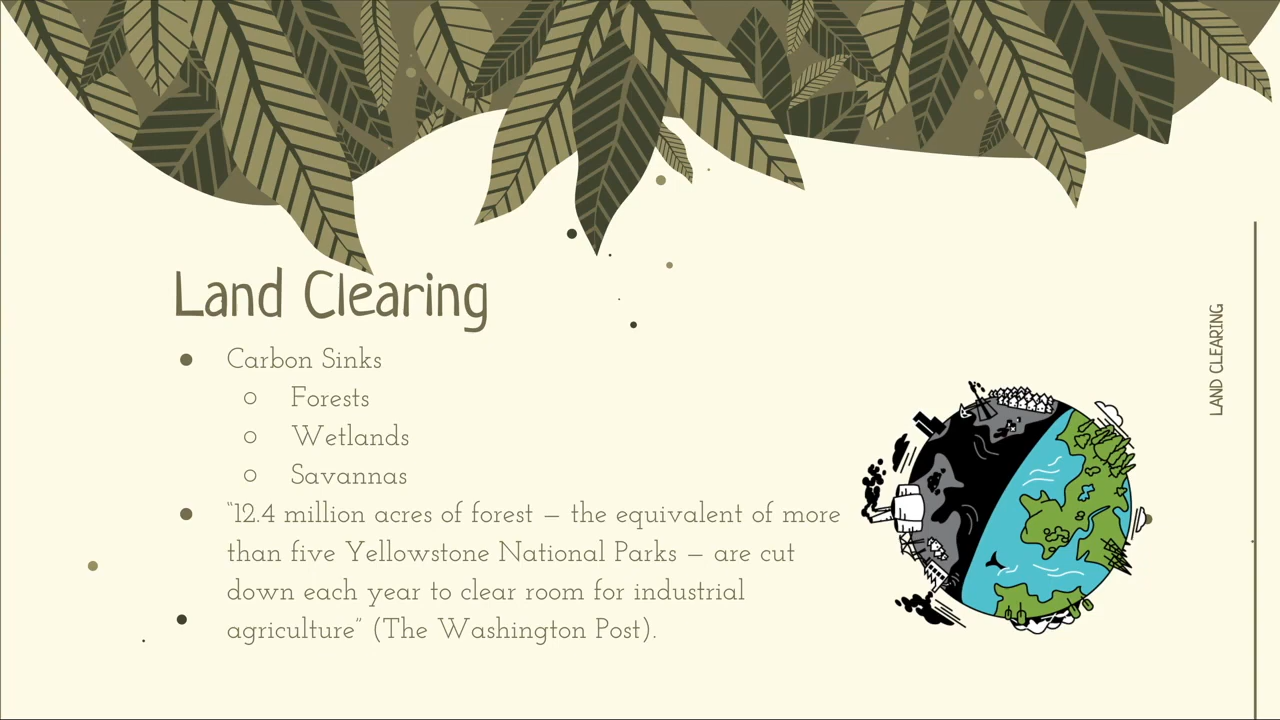 Land Clearing
● Carbon Sinks
○ Forests
○ Wetlands
○ Savannas
● “12.4 million acres of forest — the equivalent of more
than five Yellowstone National Parks — are cut
down each year to clear room for industrial
agriculture” (The Washington Post).
LAND CLEARING